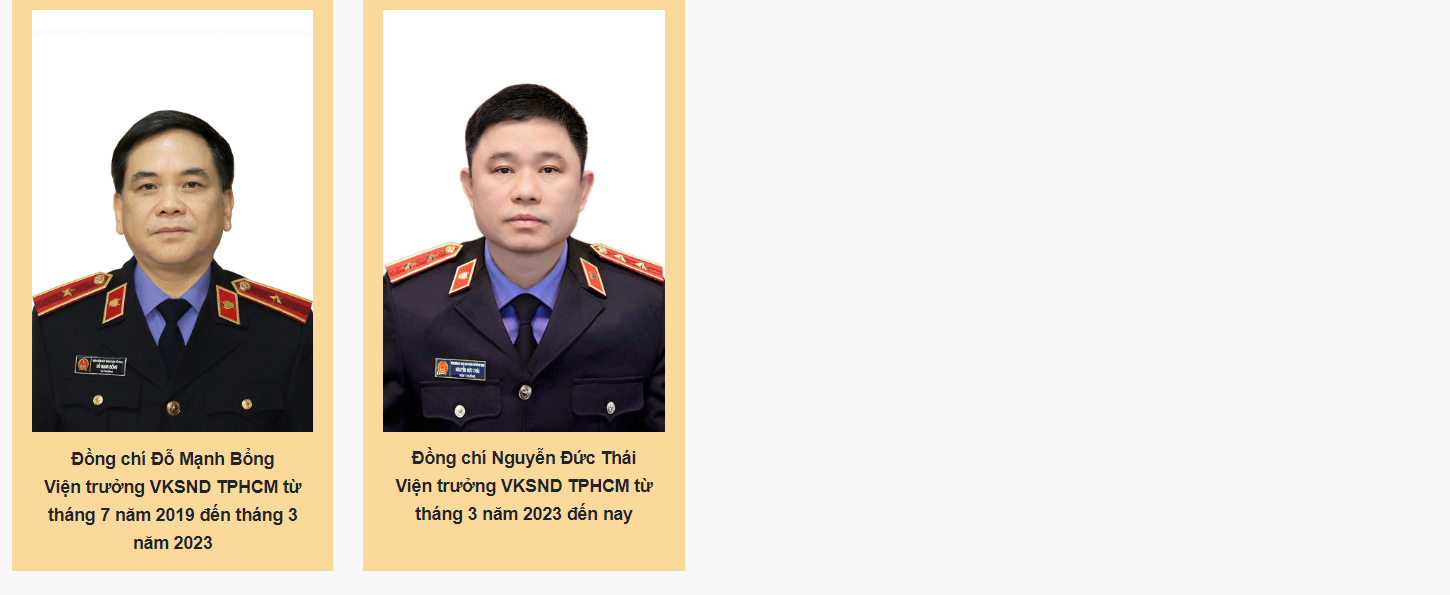 Đồng chí Đỗ Mạnh Bổng
Viện trưởng VKSND TPHCM từ
tháng 7 năm 2019 đến tháng 3
năm 2023
Đồng chí Nguyễn Đức Thái
Viện trưởng VKSND TPHCM từ
tháng 3 năm 2023 đến nay